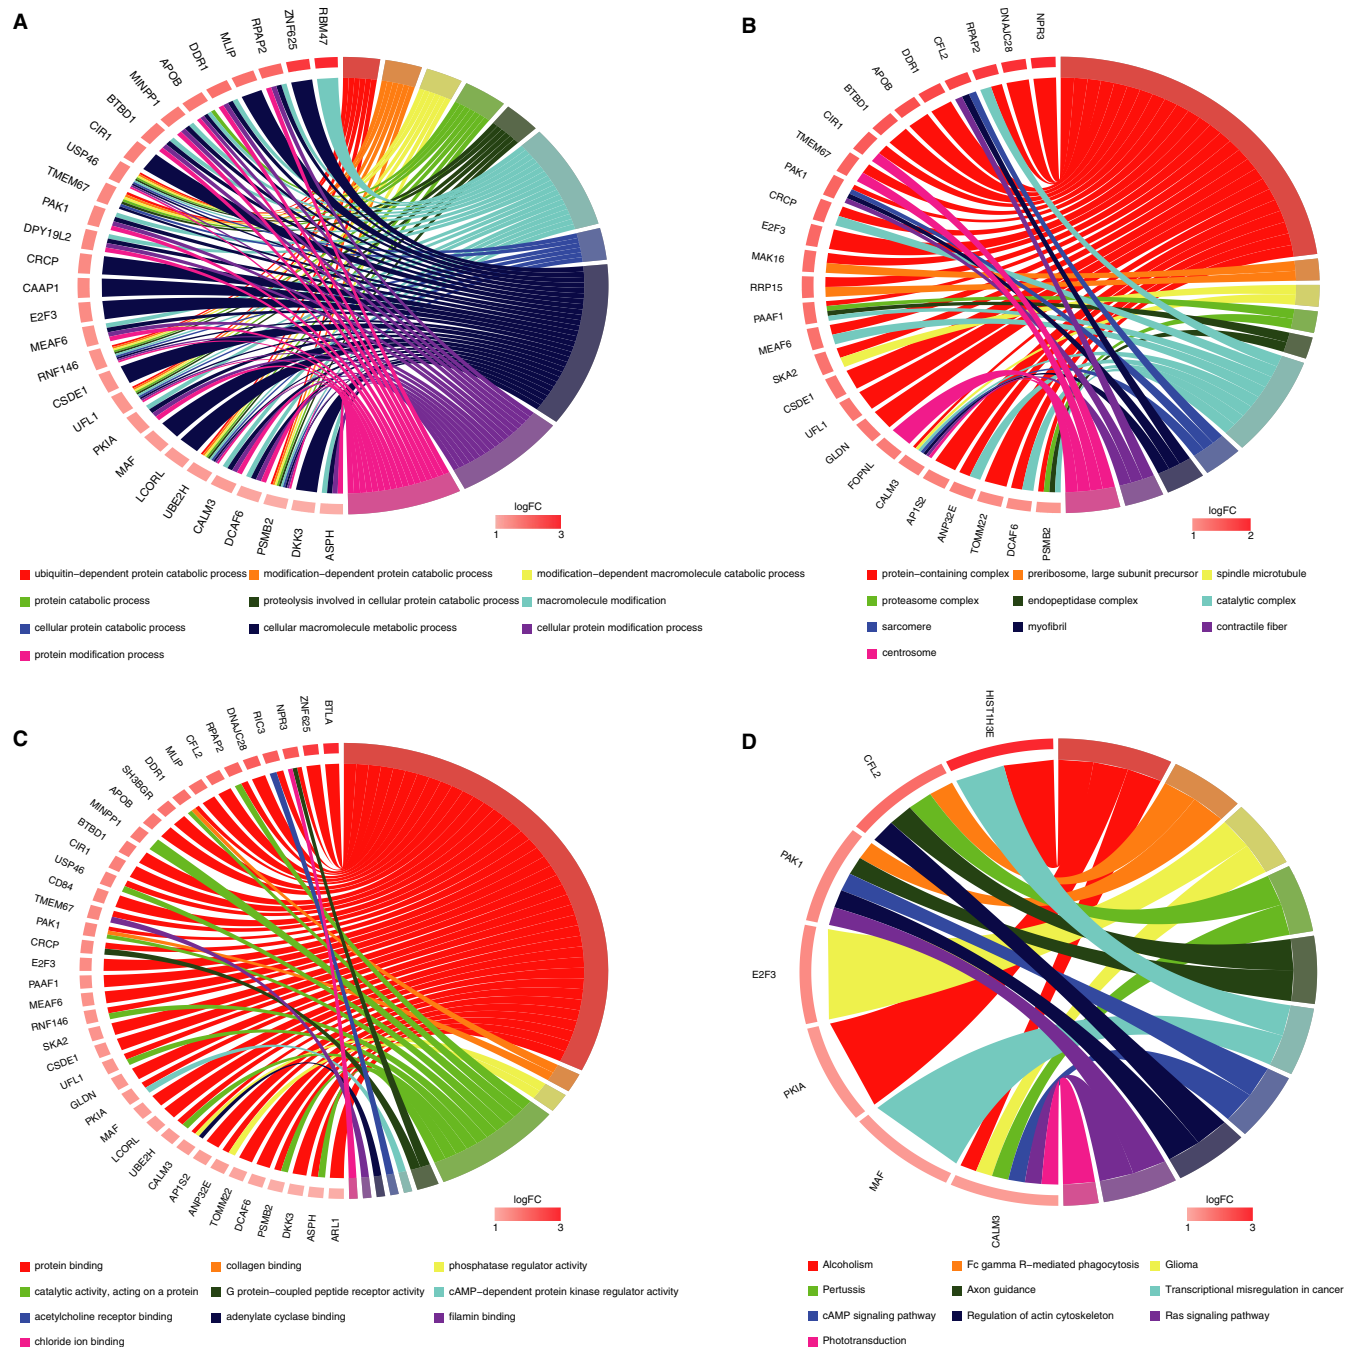 A
RBM47
ZNF625
RPAP2
MLIP
DDR1
APOB
MINPP1
BTBD1
CIR1
USP46
TMEM67
PAK1
DPY19L2
CRCP
CAAP1
E2F3
MEAF6
RNF146
CSDE1
UFL1
PKIA
MAF
LCORL
UBE2H
CALM3
DCAF6
PSMB2
DKK3
ASPH
logFC
1 3
ubiquitin−dependent protein catabolic process modification−dependent protein catabolic process modification−dependent macromolecule catabolic process
protein catabolic process proteolysis involved in cellular protein catabolic process macromolecule modification
cellular protein catabolic process cellular macromolecule metabolic process cellular protein modification process
protein modification process
B
NPR3
DNAJC28
RPAP2
CFL2
DDR1
APOB
BTBD1
CIR1
TMEM67
PAK1
CRCP
E2F3
MAK16
RRP15
PAAF1
MEAF6
SKA2
CSDE1
UFL1
GLDN
FOPNL
CALM3
AP1S2
ANP32E
TOMM22
DCAF6
PSMB2
logFC
1 2
protein−containing complex preribosome, large subunit precursor spindle microtubule
proteasome complex endopeptidase complex catalytic complex
sarcomere myofibril contractile fiber
centrosome
C
BTLA
ZNF625
NPR3
RIC3
DNAJC28
RPAP2
CFL2
MLIP
DDR1
SH3BGR
APOB
MINPP1
BTBD1
CIR1
USP46
CD84
TMEM67
PAK1
CRCP
E2F3
PAAF1
MEAF6
RNF146
SKA2
CSDE1
UFL1
GLDN
PKIA
MAF
LCORL
UBE2H
CALM3
AP1S2
ANP32E
TOMM22
DCAF6
PSMB2
DKK3
ASPH
ARL1
logFC
1 3
protein binding collagen binding phosphatase regulator activity
catalytic activity, acting on a protein G protein−coupled peptide receptor activity cAMP−dependent protein kinase regulator activity
acetylcholine receptor binding adenylate cyclase binding filamin binding
chloride ion binding
D
HIST1H3E
CFL2
PAK1
E2F3
PKIA
MAF
CALM3
logFC
1 3
Alcoholism Fc gamma R−mediated phagocytosis Glioma
Pertussis Axon guidance Transcriptional misregulation in cancer
cAMP signaling pathway Regulation of actin cytoskeleton Ras signaling pathway
Phototransduction